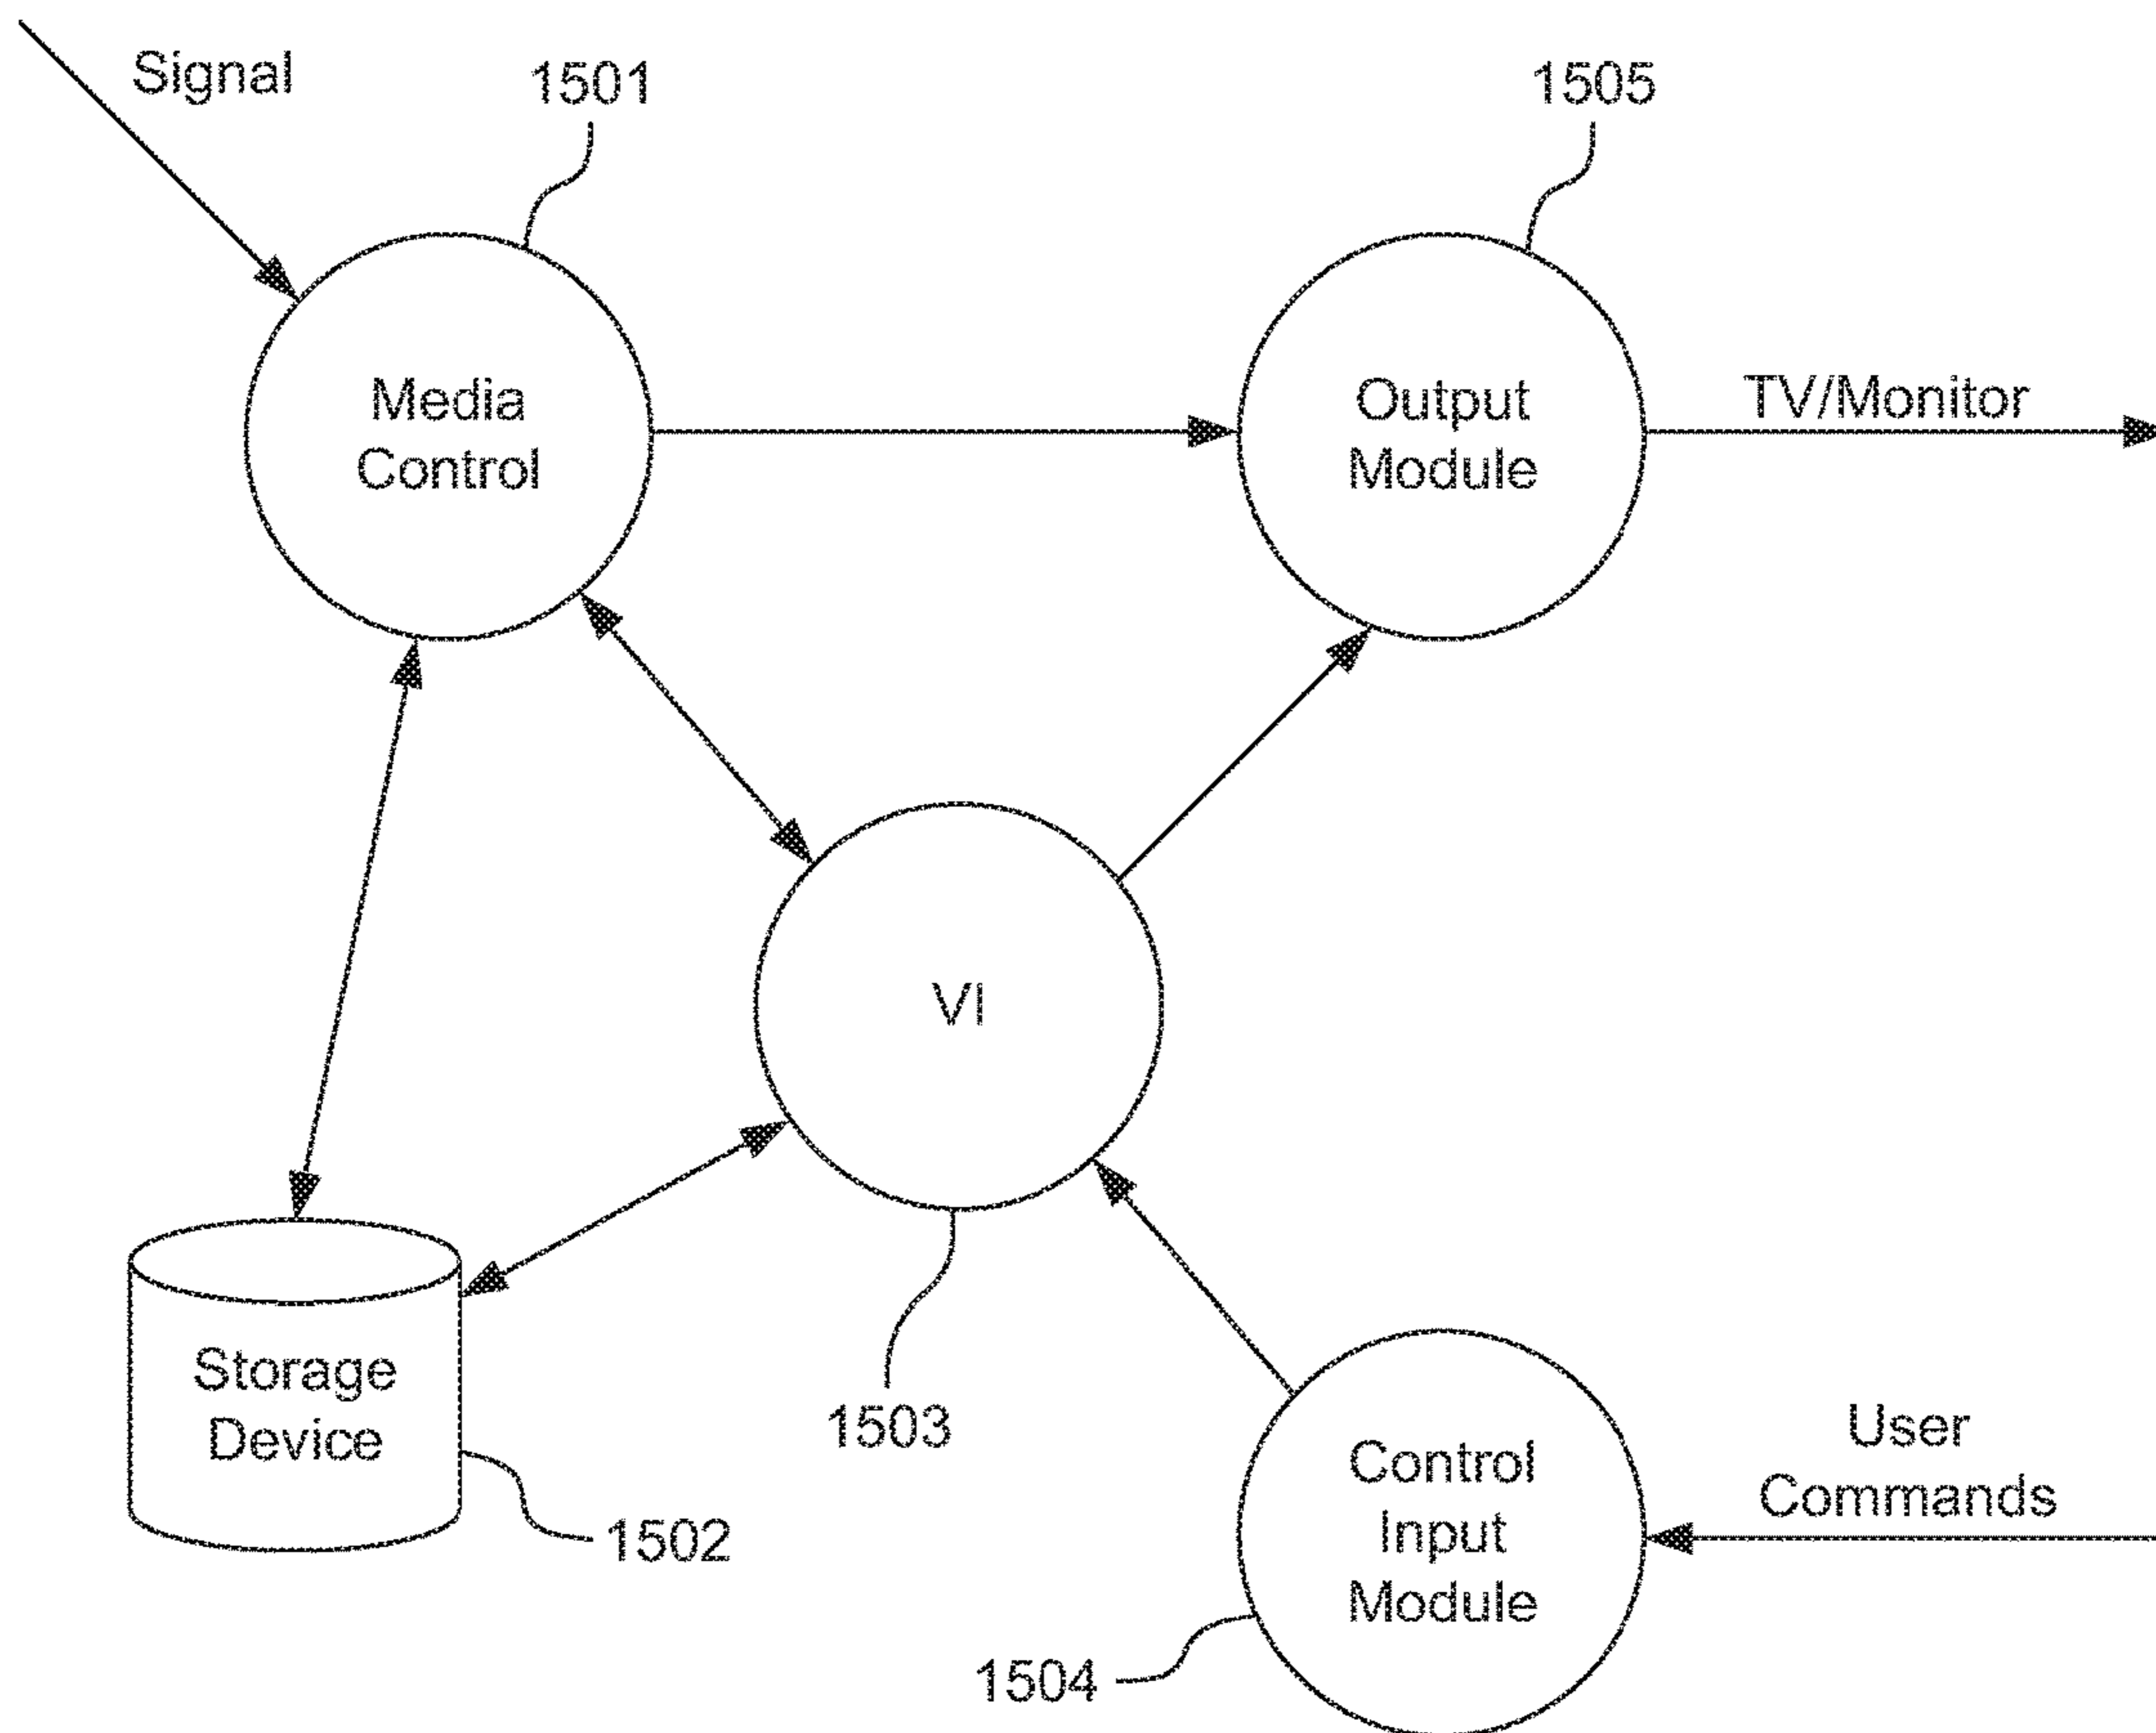 Signal
1501
1505
Media
Control
Output
Module
TV/Monitor
VI
Storage
Device
1503
1502
Control
Input
Module
User
Commands
1504